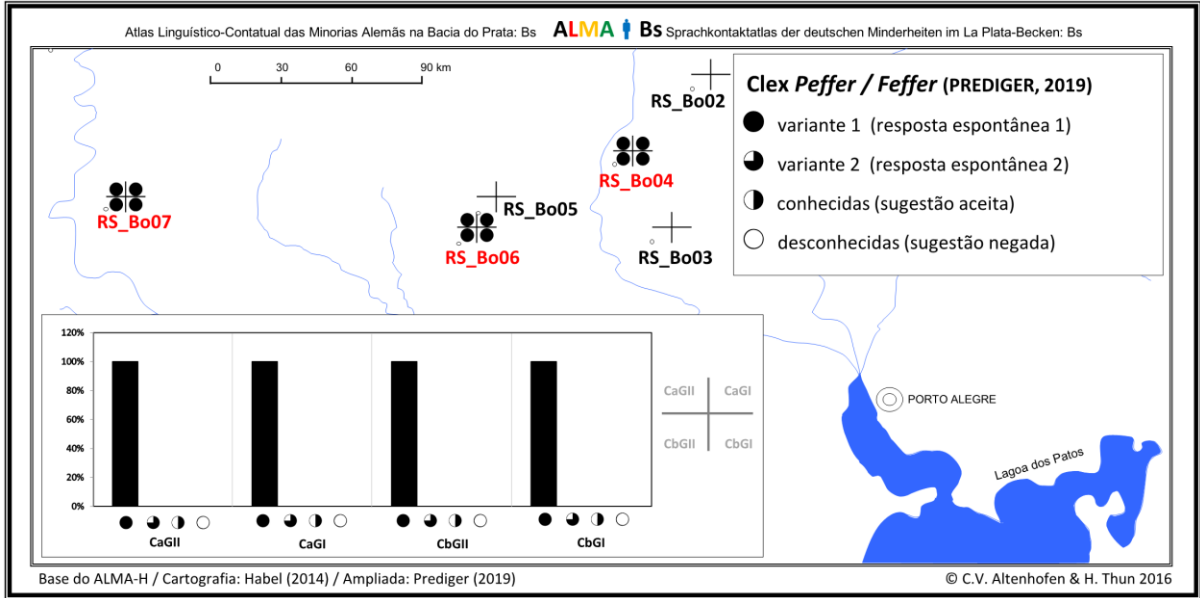 Atlas Linguístico-Contatual das Minorias Alemãs na Bacia do Prata: Bs ALMA Bs Sprachkontaktatlas der deutschen Minderheiten im La Plata-Becken: Bs
0 30 60 90 km
RS_Bo02
RS_Bo04
RS_Bo07
RS_Bo05
RS_Bo06
RS_Bo03
Clex Peffer / Feffer (PREDIGER, 2019)
variante 1 (resposta espontânea 1)
variante 2 (resposta espontânea 2)
conhecidas (sugestão aceita)
desconhecidas (sugestão negada)
120%
100%
80%
60%
40%
20%
0%
CaGII CaGI CbGII CbGI
CaGII CaGI
CbGII CbGI
PORTO ALEGRE
Lagoa dos Patos
Base do ALMA-H / Cartografia: Habel (2014) / Ampliada: Prediger (2019)
© C.V. Altenhofen & H. Thun 2016